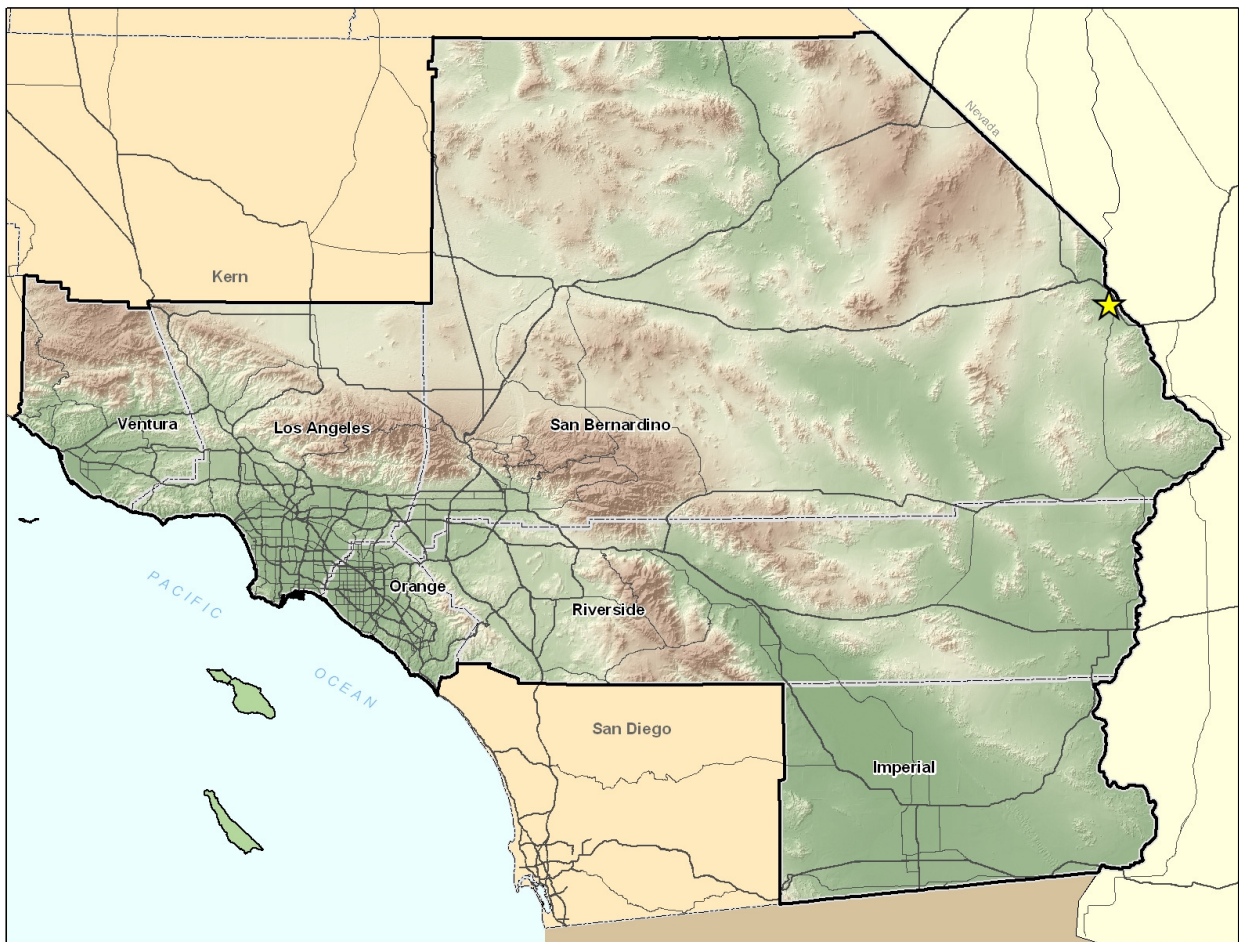 Nevada
Kern
Ventura
Los Angeles
San Bernardino
Orange
Riverside
PACIFIC
OCEAN
San Diego
Imperial